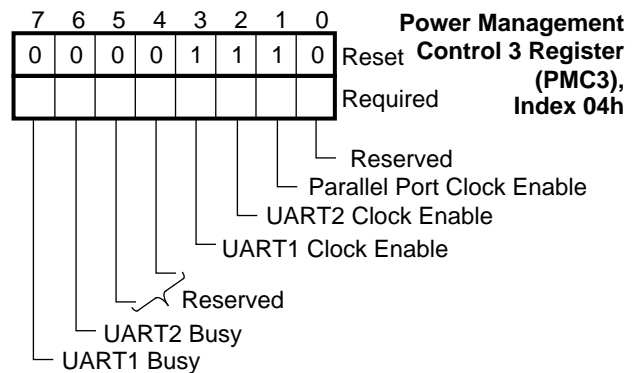 7 6 5 4 3 2 1 0
Power Management
Control 3 Register
(PMC3),
Index 04h
0 0 0 0 1 1 1 0 Reset
Required
Reserved
Parallel Port Clock Enable
UART2 Clock Enable
UART1 Clock Enable
Reserved
UART2 Busy
UART1 Busy